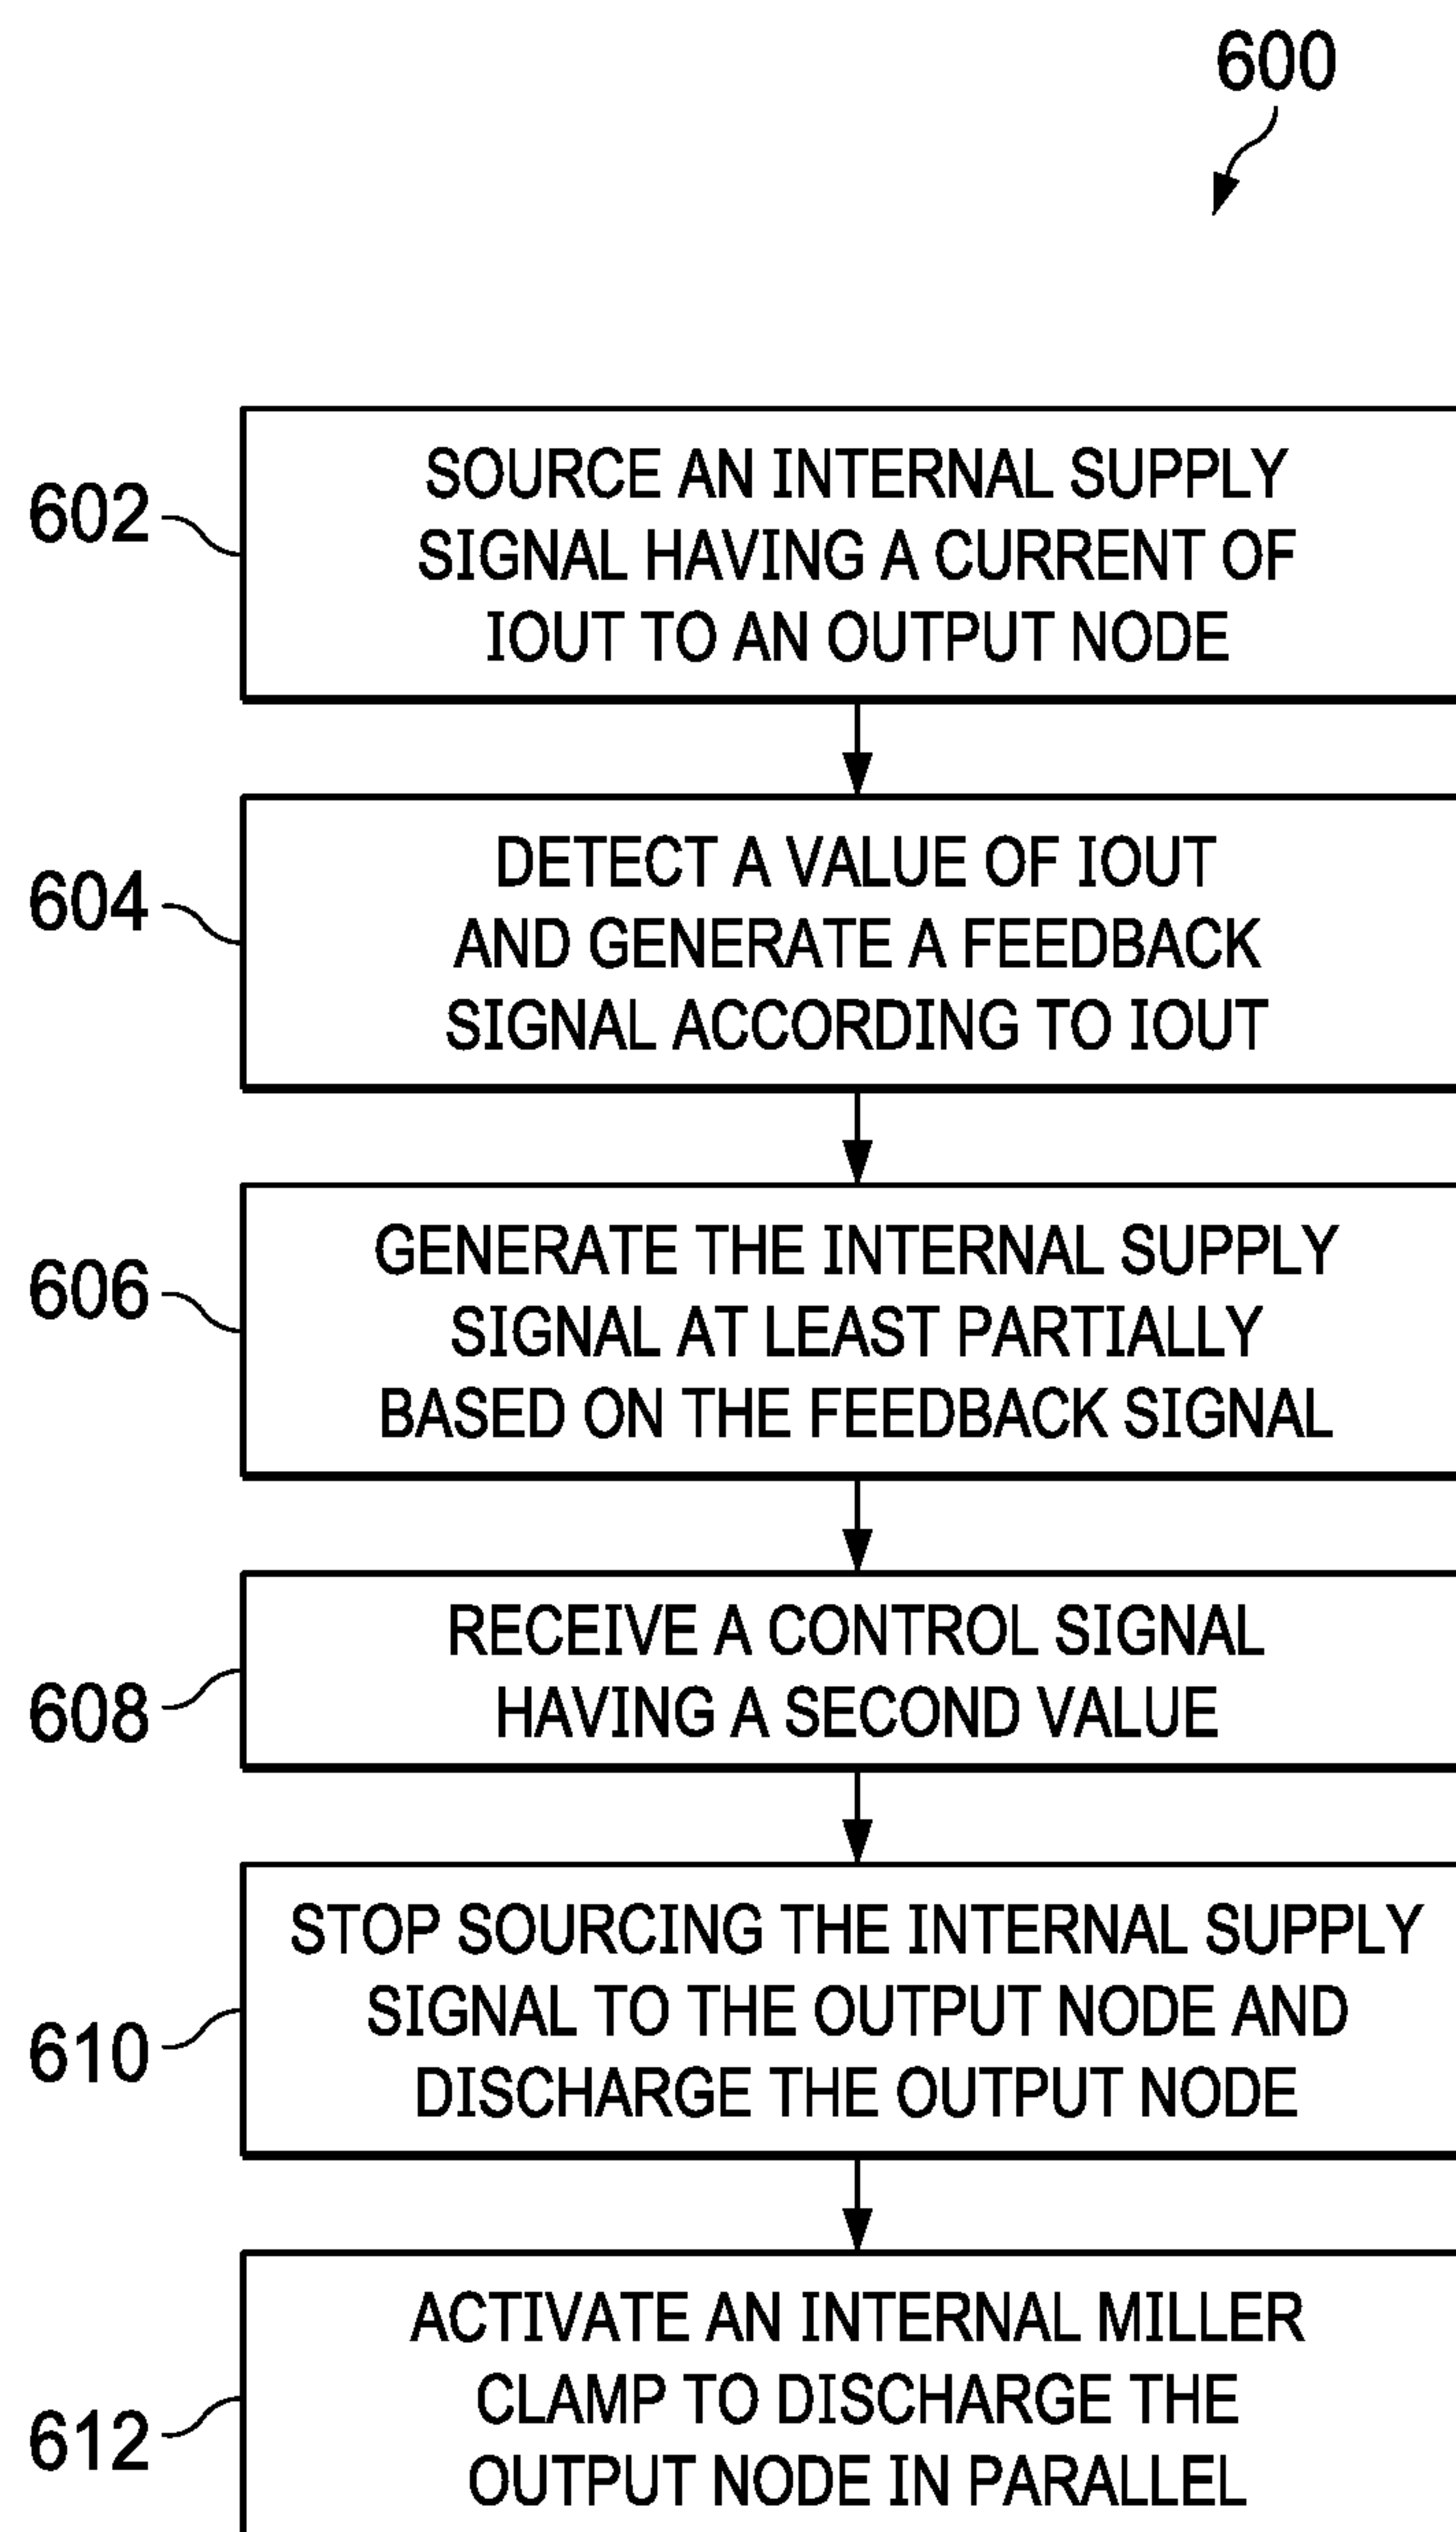 600
602
SOURCE AN INTERNAL SUPPLY
SIGNAL HAVING A CURRENT OF
IOUT TO AN OUTPUT NODE
604
DETECT A VALUE OF IOUT
AND GENERATE A FEEDBACK
SIGNAL ACCORDING TO IOUT
606
GENERATE THE INTERNAL SUPPLY
SIGNAL AT LEAST PARTIALLY
BASED ON THE FEEDBACK SIGNAL
608
RECEIVE A CONTROL SIGNAL
HAVING A SECOND VALUE
610
STOP SOURCING THE INTERNAL SUPPLY
SIGNAL TO THE OUTPUT NODE AND
DISCHARGE THE OUTPUT NODE
612
ACTIVATE AN INTERNAL MILLER
CLAMP TO DISCHARGE THE
OUTPUT NODE IN PARALLEL